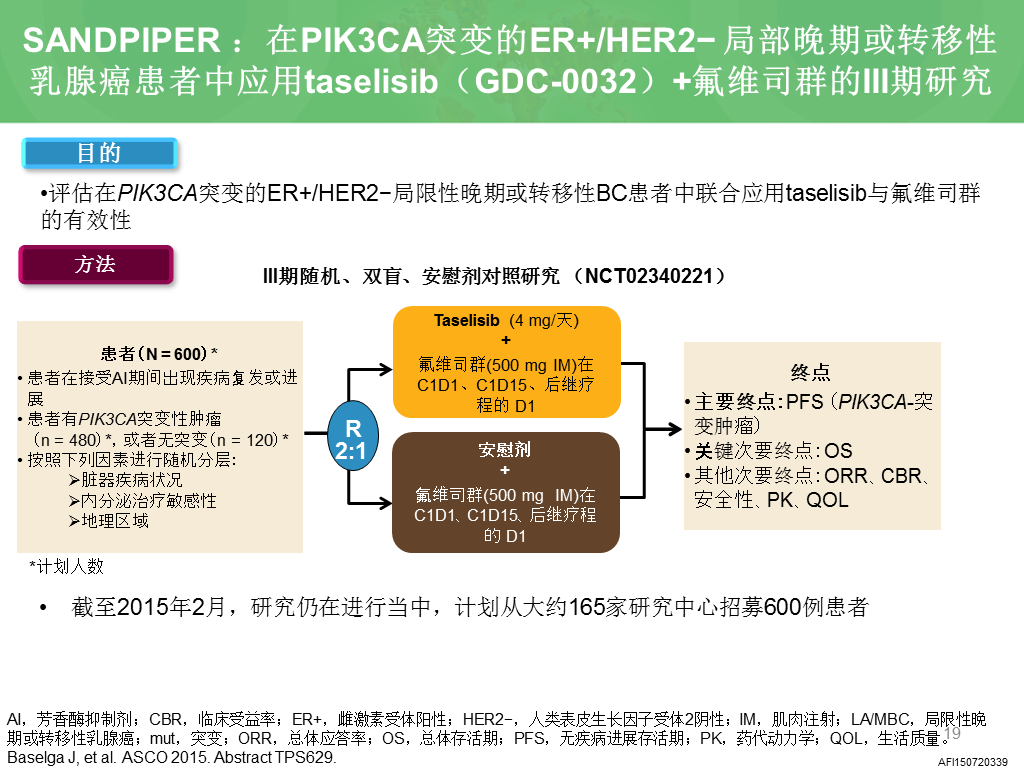 SANDPIPER ：在PIK3CA突变的ER+/HER2− 局部晚期或转移性
乳腺癌患者中应用taselisib（GDC-0032）+氟维司群的III期研究
目的
•评估在PIK3CA突变的ER+/HER2−局限性晚期或转移性BC患者中联合应用taselisib与氟维司群
的有效性
方法
III期随机、双盲、安慰剂对照研究 （NCT02340221）
患者（N = 600）*
• 患者在接受AI期间出现疾病复发或进
展
• 患者有PIK3CA突变性肿瘤
（n = 480）*，或者无突变（n = 120）*
• 按照下列因素进行随机分层：
➢脏器疾病状况
➢内分泌治疗敏感性
➢地理区域
*计划人数
R
2:1
Taselisib (4 mg/天)
+
氟维司群(500 mg IM)在
C1D1、C1D15、后继疗
程的 D1
安慰剂
+
氟维司群(500 mg IM)在
C1D1、C1D15、后继疗程
的 D1
终点
• 主要终点：PFS（PIK3CA-突
变肿瘤）
• 关键次要终点：OS
• 其他次要终点：ORR、CBR、
安全性、PK、QOL
• 截至2015年2月，研究仍在进行当中，计划从大约165家研究中心招募600例患者
AI，芳香酶抑制剂；CBR，临床受益率；ER+，雌激素受体阳性；HER2−，人类表皮生长因子受体2阴性；IM，肌肉注射；LA/MBC，局限性晚
期或转移性乳腺癌；mut，突变；ORR，总体应答率；OS，总体存活期；PFS，无疾病进展存活期；PK，药代动力学；QOL，生活质量。
19
Baselga J, et al. ASCO 2015. Abstract TPS629.
AFI150720339